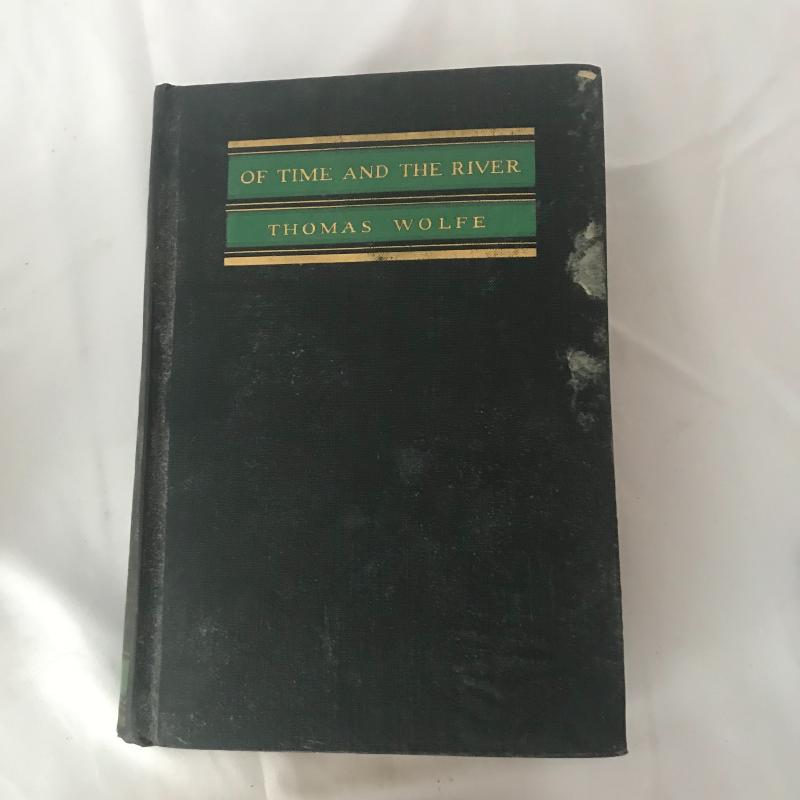 OF TIME AND THE RIVER
THOMAS WOLFE